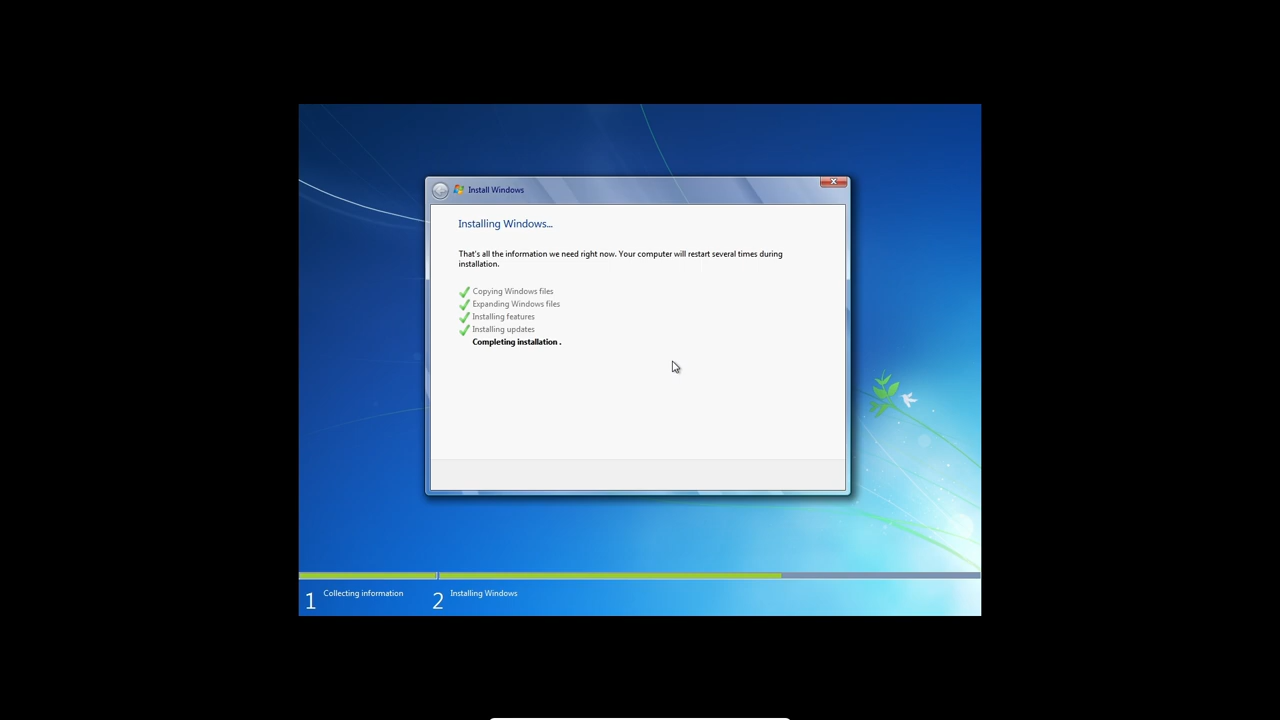 Install Windows
Installing Windows...
That's all the information we need right now. Your computer will restart several times during
installation.
Copying Windows files
Expanding Windows files
Installing features
Installing updates
Completing installation .
1 Collecting information
2 Installing Windows